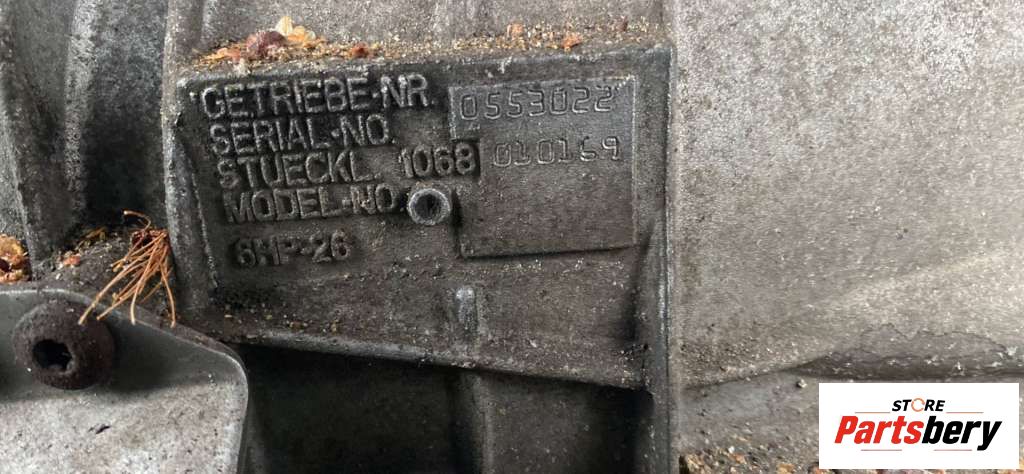 GETRIEBE-NR. 0553022
SERIAL-NO.
STUECKL. 1068 010169
MODEL-NO.
6HP-26
STORE
Partsbery